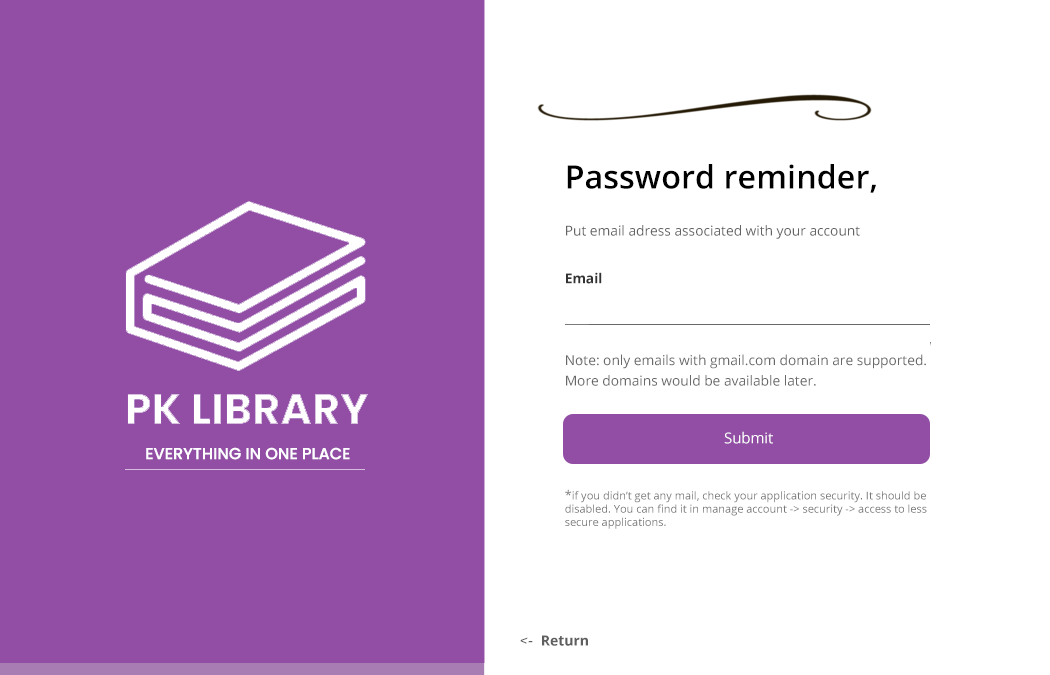 PK LIBRARY
EVERYTHING IN ONE PLACE
Password reminder,
Put email adress associated with your account
Email
Note: only emails with gmail.com domain are supported.
More domains would be available later.
Submit
*if you didn't get any mail, check your application security. It should be
disabled. You can find it in manage account -> security -> access to less
secure applications.
<- Return